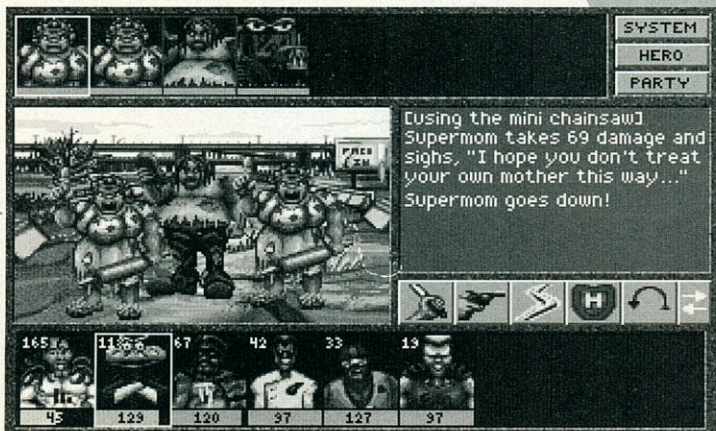 SYSTEM
HERO
PARTY
[using the mini chainsaw]
Supermom takes 69 damage and
sighs, "I hope you don't treat
your own mother this way..."
Supermom goes down!
H
165 67 42 33 19
45 129 120 97 127 97